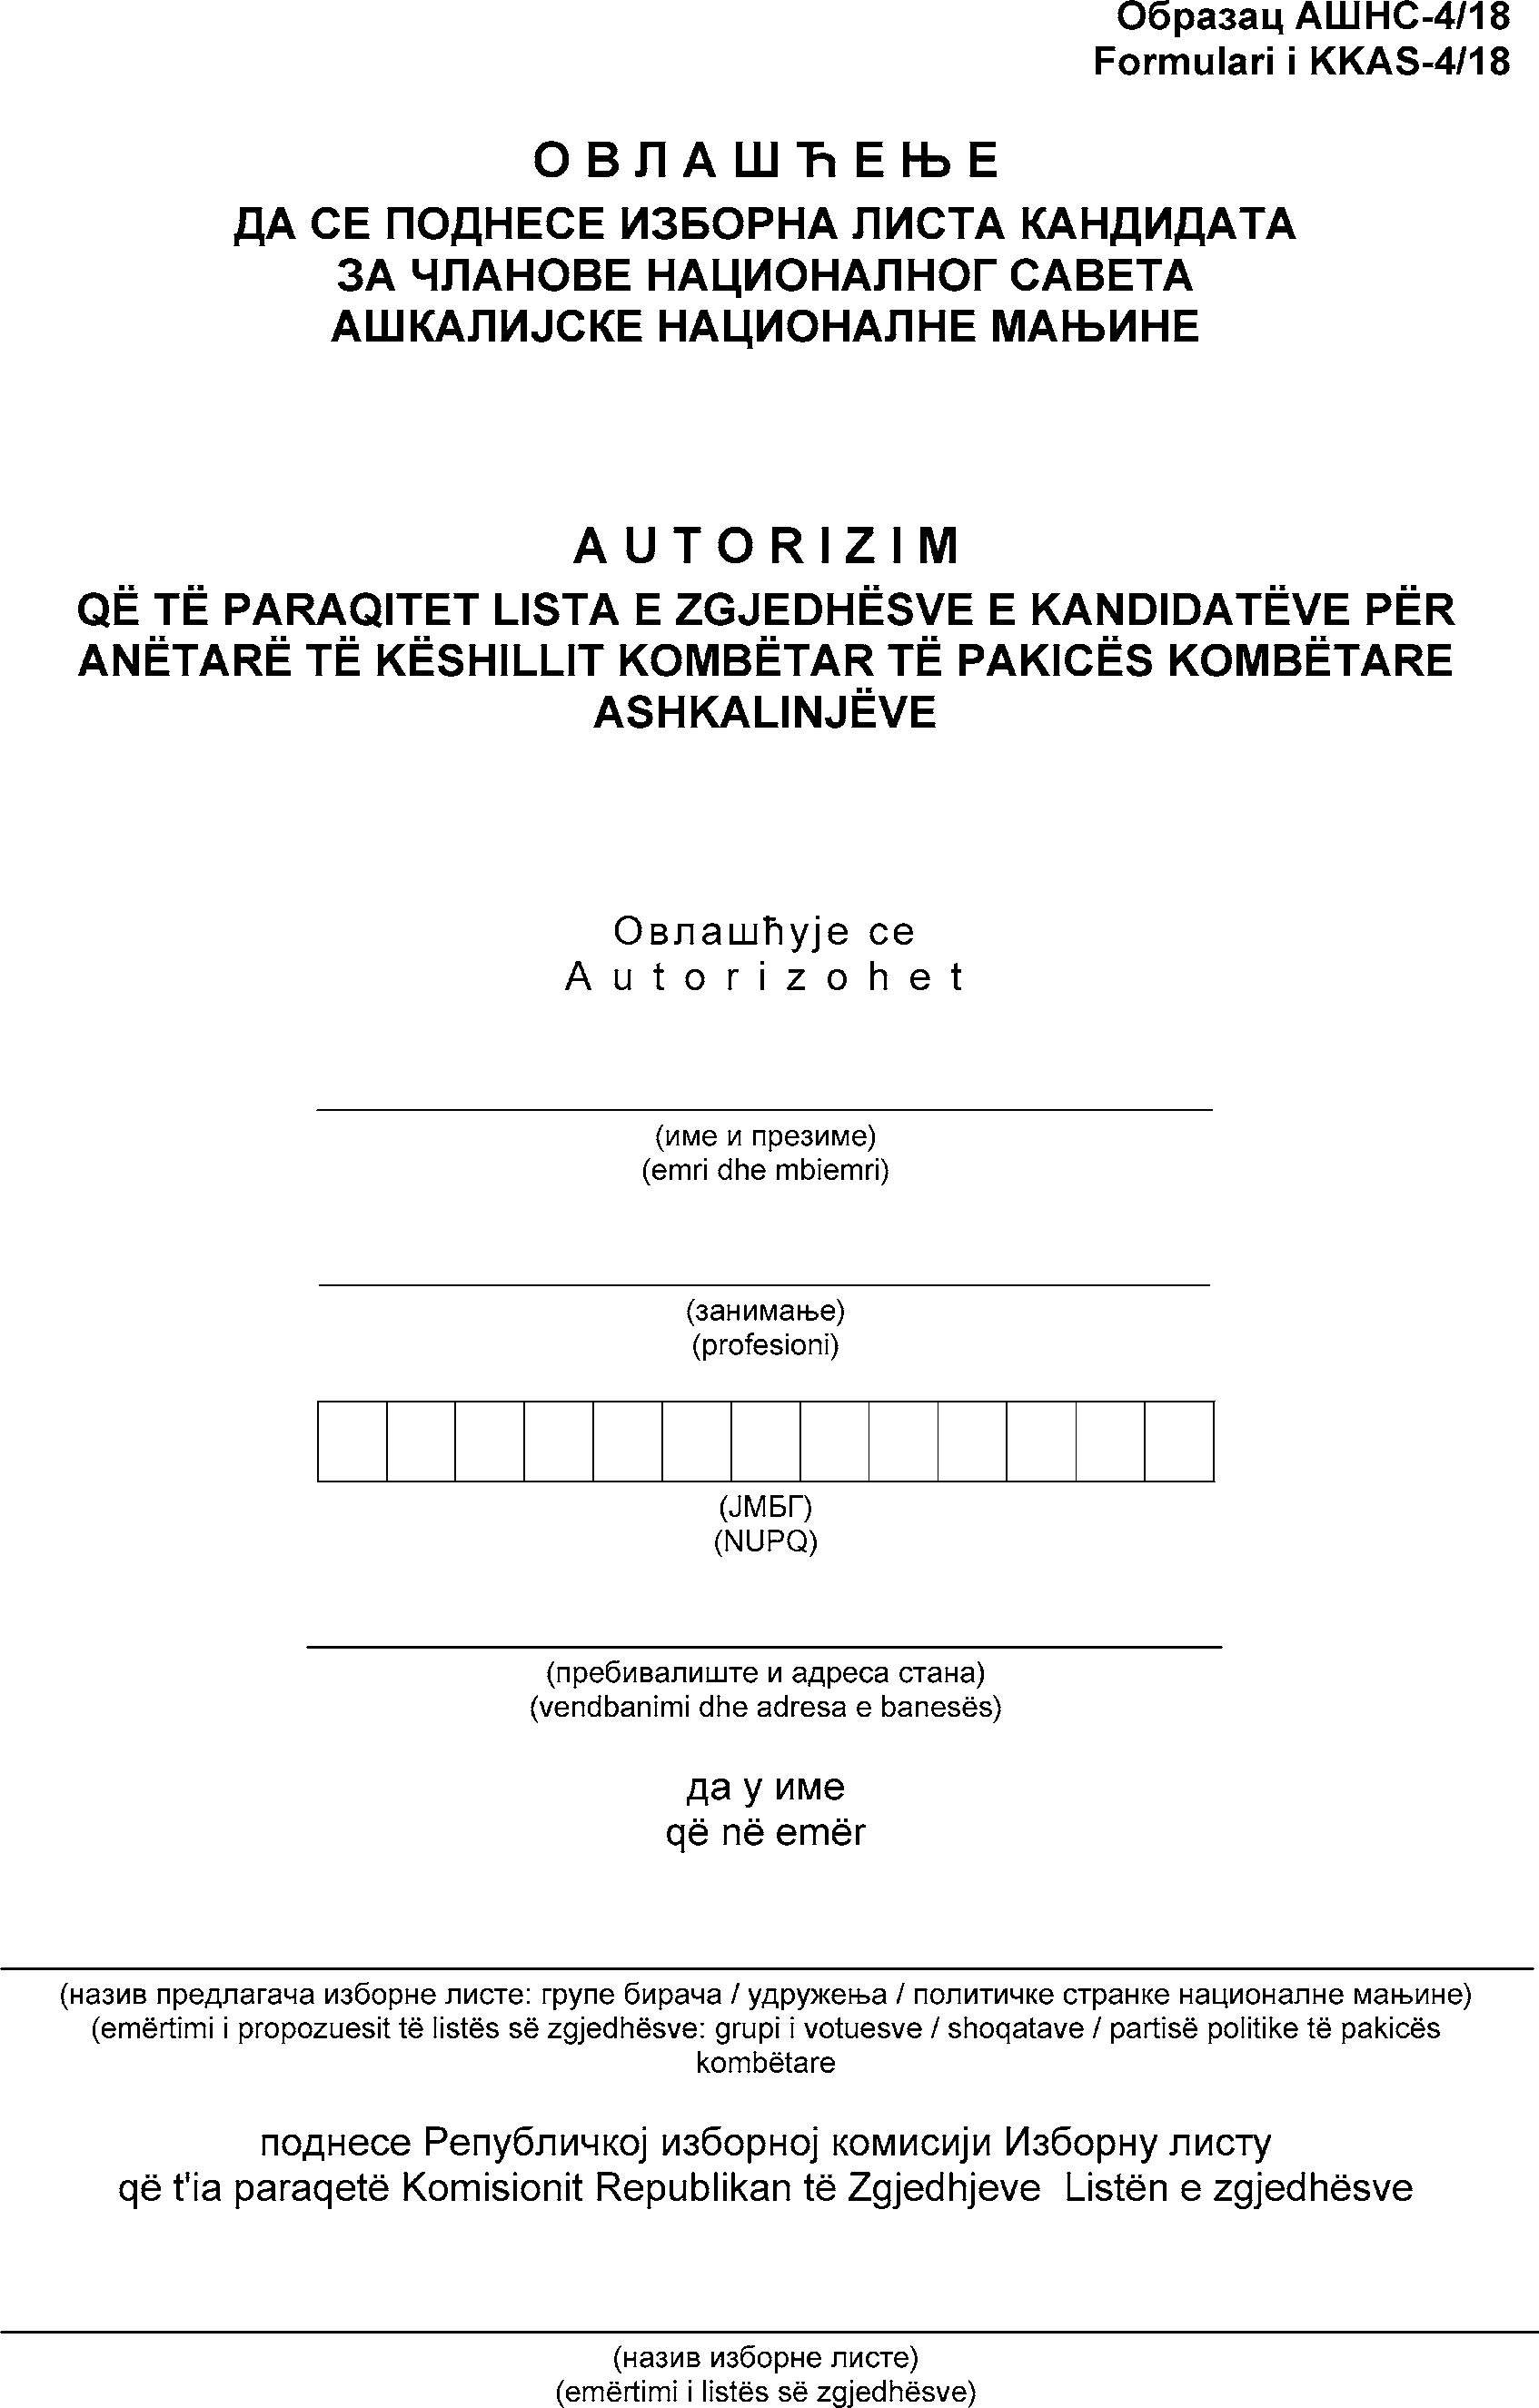 Образац АШНС-4/18
Formulari i KKAS-4/18
О В Л А Ш Ћ Е Њ Е
ДА СЕ ПОДНЕСЕ ИЗБОРНА ЛИСТА КАНДИДАТА
ЗА ЧЛАНОВЕ НАЦИОНАЛНОГ САВЕТА
АШКАЛИЈСКЕ НАЦИОНАЛНЕ МАЊИНЕ
A U T O R I Z I M
QË TË PARAQITET LISTA E ZGJEDHËSVE E KANDIDATËVE PËR
ANËTARË TË KËSHILLIT KOMBËTAR TË PAKICËS KOMBËTARE
ASHKALINJËVE
Овлашћује се
A u t o r i z o h e t
(име и презиме)
(emri dhe mbiemri)
(занимање)
(profesioni)
(ЈМБГ)
(NUPQ)
(пребивалиште и адреса стана)
(vendbanimi dhe adresa e banesës)
да у име
që në emër
(назив предлагача изборне листе: групе бирача / удружења / политичке странке националне мањине)
(emërtimi i propozuesit të listës së zgjedhësve: grupi i votuesve / shoqatave / partisë politike të pakicës
kombëtare
поднесе Републичкој изборној комисији Изборну листу
që t'ia paraqetë Komisionit Republikan të Zgjedhjeve  Listën e zgjedhësve
(назив изборне листе)
(emërtimi i listës së zgjedhësve)